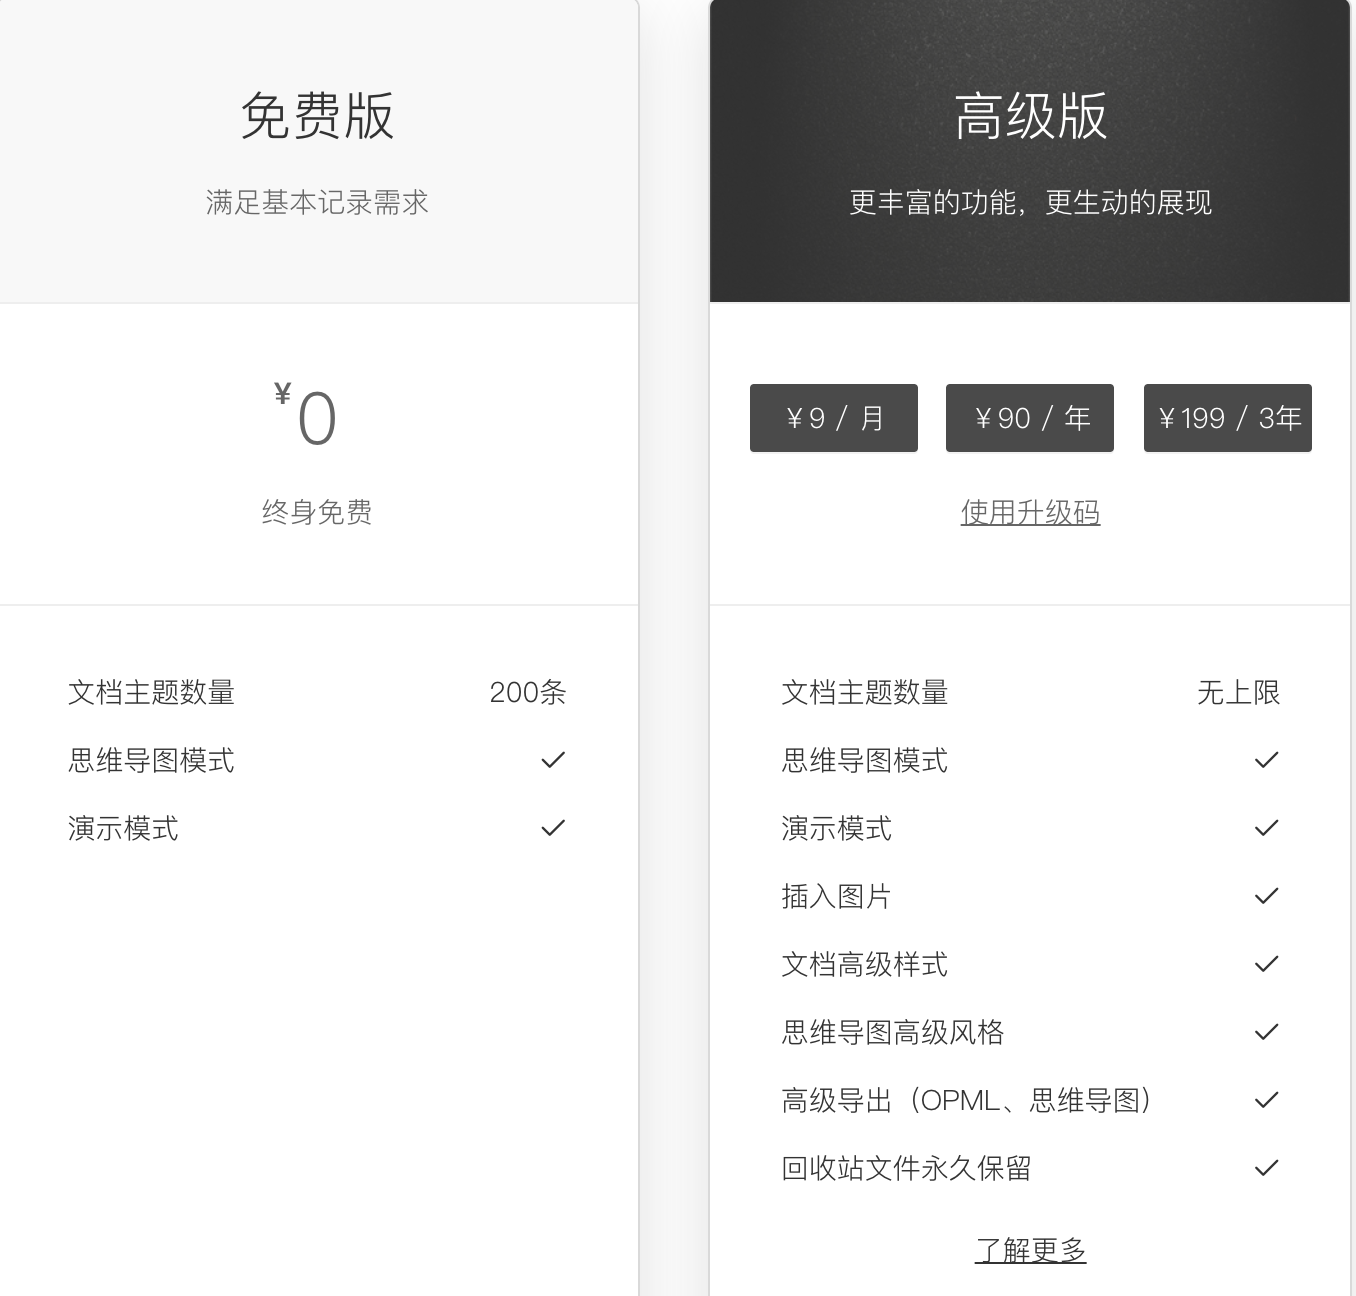 免费版
满足基本记录需求
¥0
终身免费
文档主题数量 200条
思维导图模式
演示模式
高级版
更丰富的功能，更生动的展现
¥9 / 月
¥90 / 年
¥199 / 3年
使用升级码
文档主题数量 无上限
思维导图模式
演示模式
插入图片
文档高级样式
思维导图高级风格
高级导出（OPML、思维导图）
回收站文件永久保留
了解更多